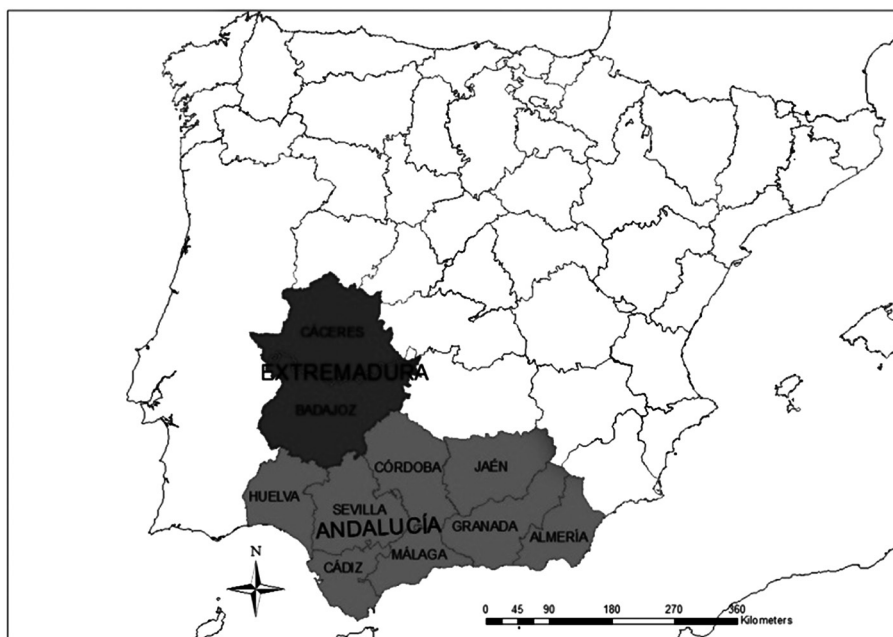 CÁCERES
EXTREMADURA
BADAJOZ
CÓRDOBA
JAÉN
HUELVA
SEVILLA
ANDALUCÍA
GRANADA
ALMERÍA
MÁLAGA
CÁDIZ
N
0 45 90 180 270 360
Kilometers